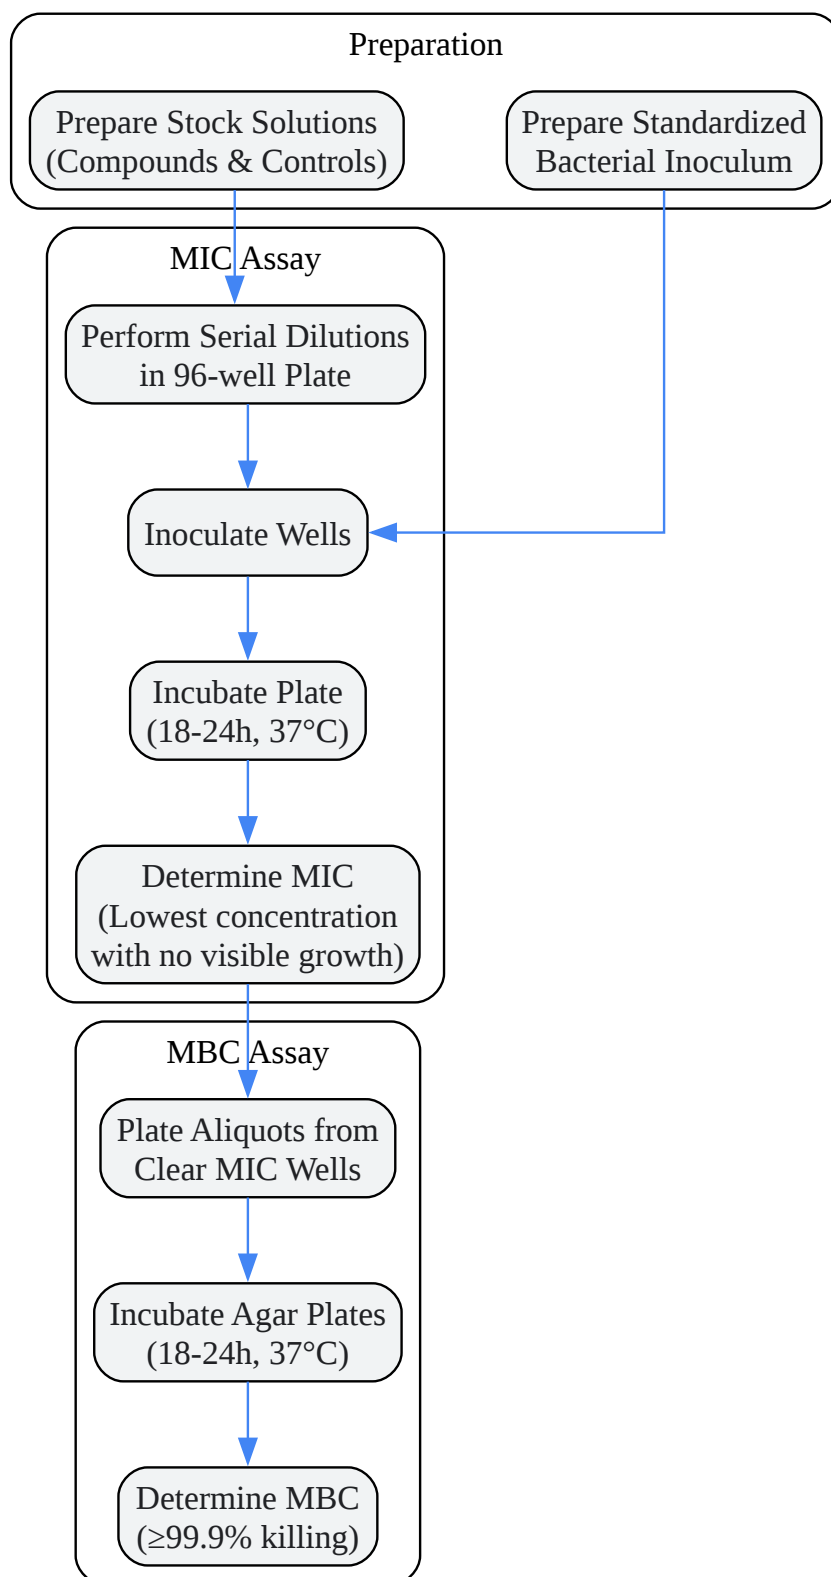 Preparation
Prepare Stock Solutions
(Compounds & Controls)
Prepare Standardized
Bacterial Inoculum
MIC Assay
Perform Serial Dilutions
in 96-well Plate
Inoculate Wells
Incubate Plate
(18-24h, 37°C)
Determine MIC
(Lowest concentration
with no visible growth)
MBC Assay
Plate Aliquots from
Clear MIC Wells
Incubate Agar Plates
(18-24h, 37°C)
Determine MBC
(≥99.9% killing)